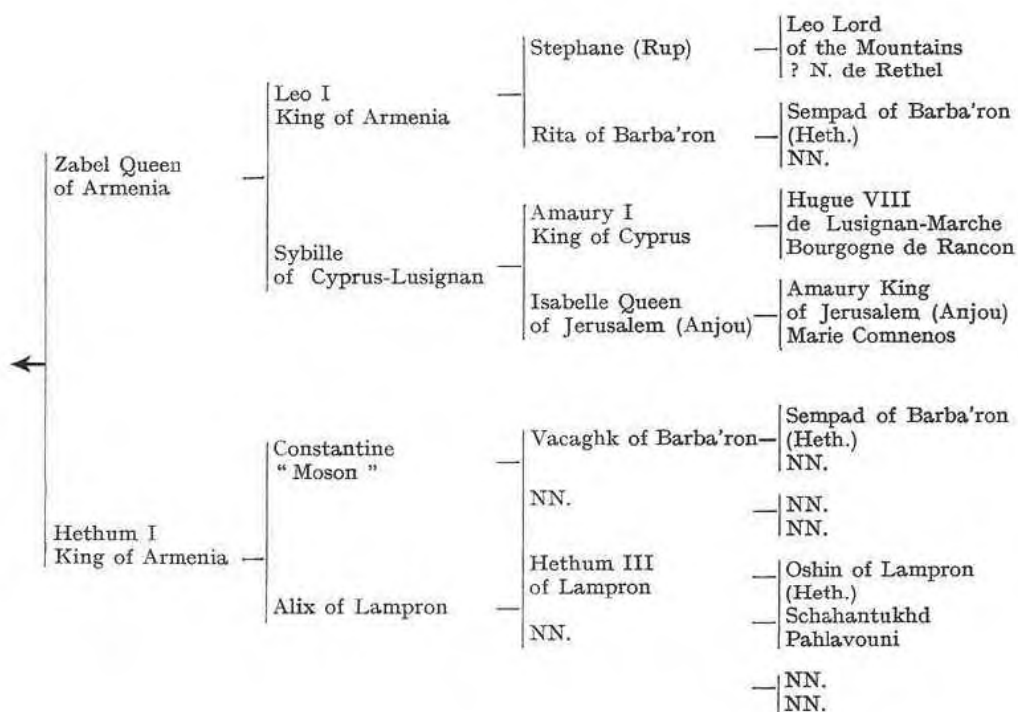 Zabel Queen
of Armenia
Hethum I
King of Armenia
Leo I
King of Armenia
Sybille
of Cyprus-Lusignan
Constantine
“ Moson ”
Alix of Lampron
Stephane (Rup)
Rita of Barba'ron
Amaury I
King of Cyprus
Isabelle Queen
of Jerusalem (Anjou)
Vacaghk of Barba'ron
NN.
Hethum III
of Lampron
NN.
Leo Lord
of the Mountains
? N. de Rethel
Sempad of Barba'ron
(Heth.)
NN.
Hugue VIII
de Lusignan-Marche
Bourgogne de Rancon
Amaury King
of Jerusalem (Anjou)
Marie Comnenos
Sempad of Barba'ron
(Heth.)
NN.
NN.
NN.
Oshin of Lampron
(Heth.)
Schahantukhd
Pahlavouni
NN.
NN.